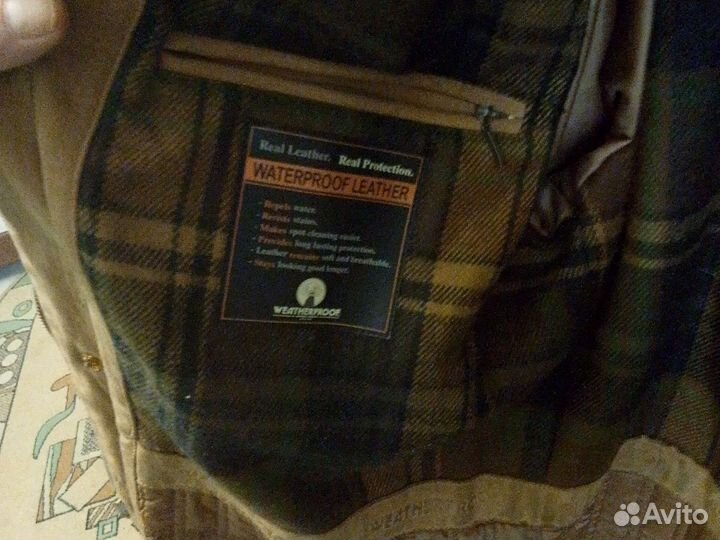 Real Leather. Real Protection.
WATERPROOF LEATHER
- Repels water.
- Resists stains.
- Makes spot cleaning easier.
- Provides long lasting protection.
- Leather remains soft and breathable.
- Stays looking good longer.
WEATHERPROOF
WEATHERP
Avito